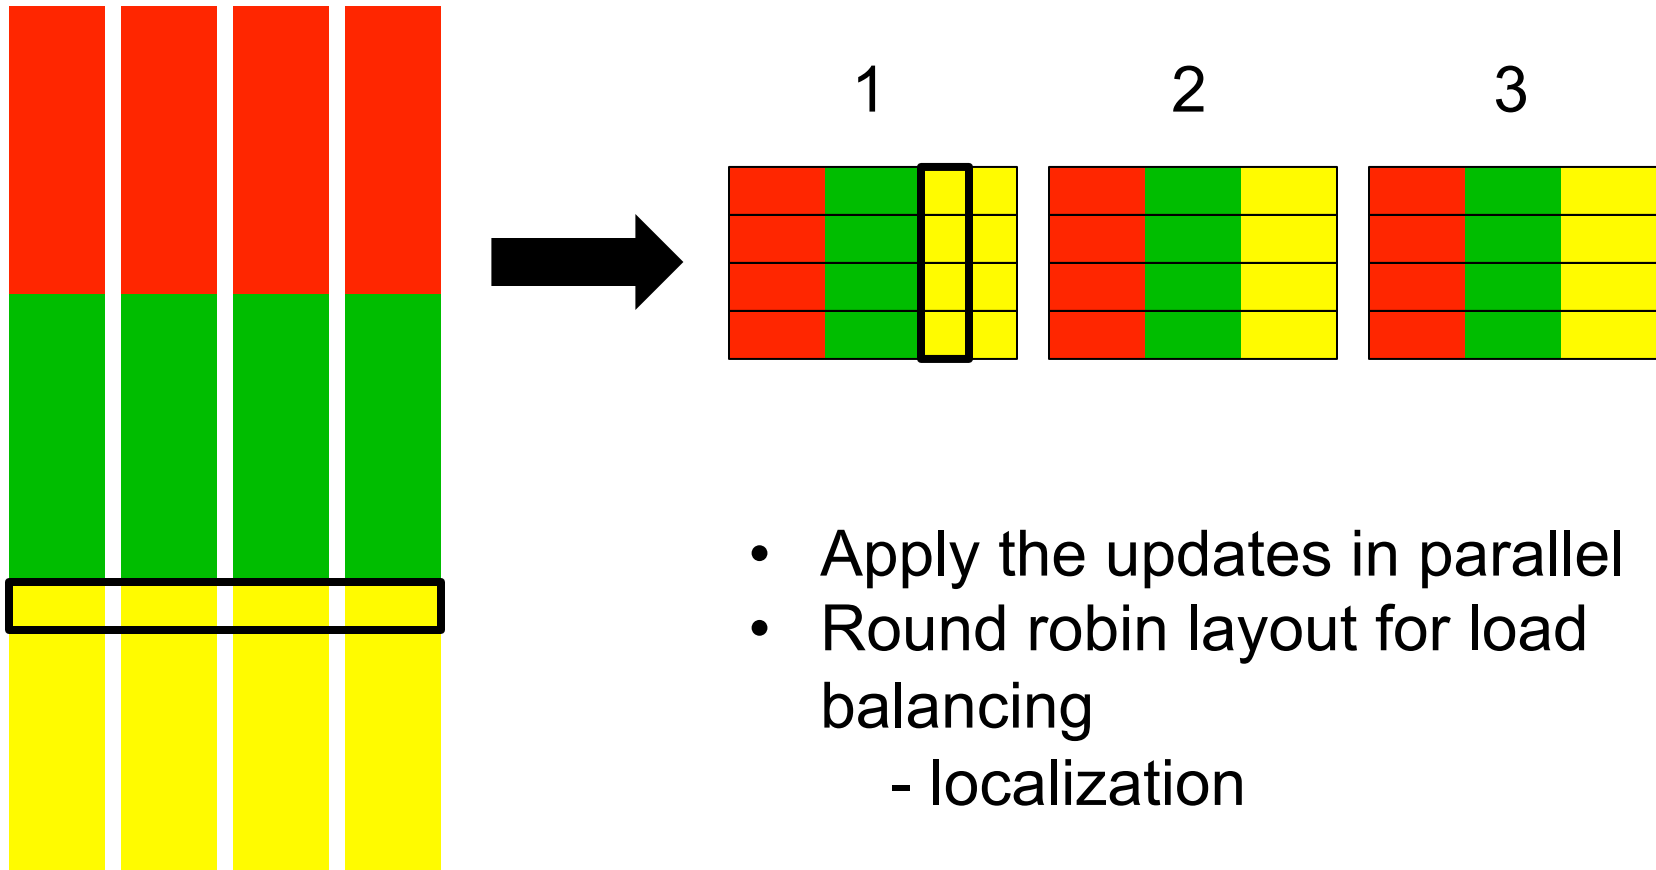 1 2 3
• Apply the updates in parallel
• Round robin layout for load
balancing
- localization